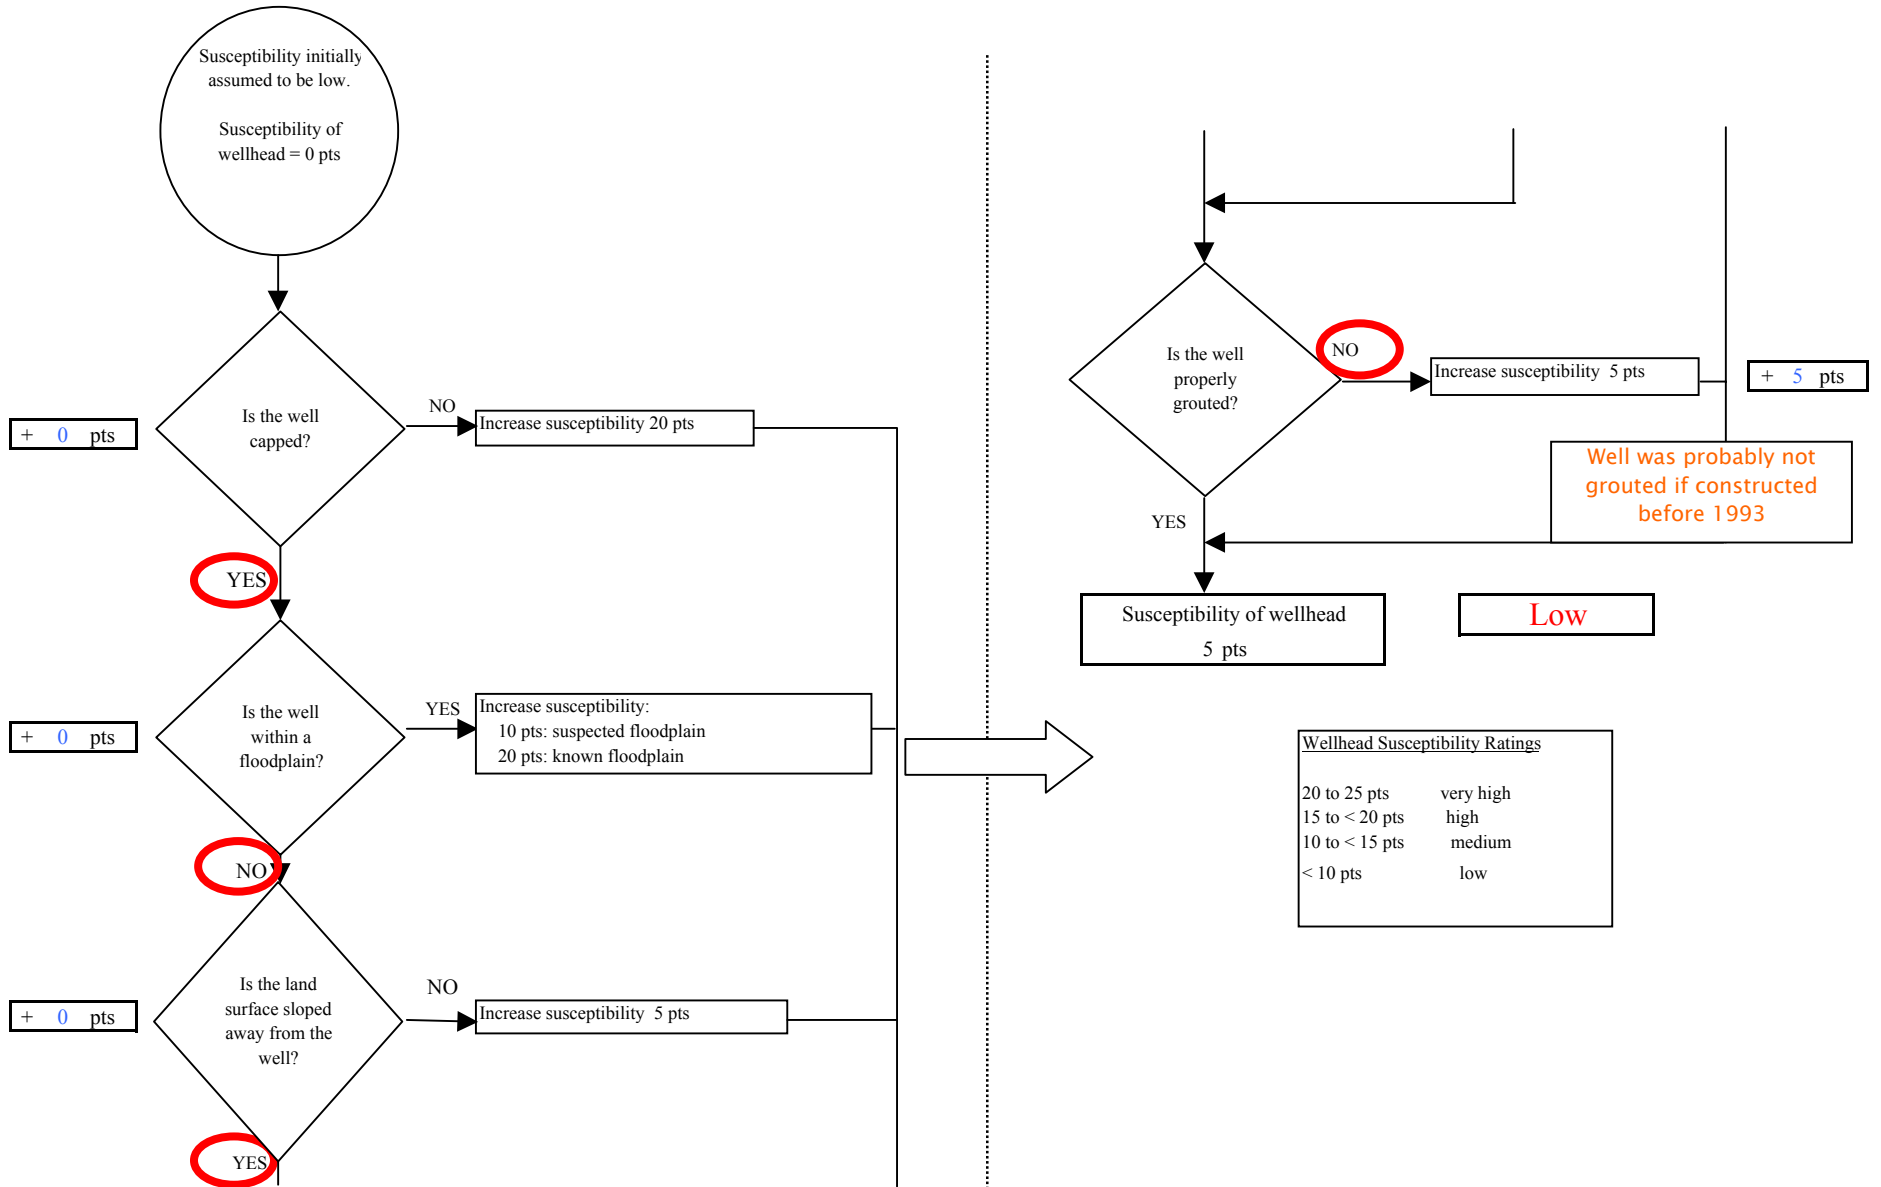 Susceptibility initially
assumed to be low.
Susceptibility of
wellhead = 0 pts
+ 0 pts
Is the well
capped?
NO
Increase susceptibility 20 pts
YES
+ 0 pts
Is the well
within a
floodplain?
YES
Increase susceptibility:
10 pts: suspected floodplain
20 pts: known floodplain
NO
+ 0 pts
Is the land
surface sloped
away from the
well?
NO
Increase susceptibility 5 pts
YES
Is the well
properly
grouted?
NO
Increase susceptibility 5 pts
+ 5 pts
Well was probably not
grouted if constructed
before 1993
YES
Susceptibility of wellhead
5 pts
Low
Wellhead Susceptibility Ratings
20 to 25 pts very high
15 to < 20 pts high
10 to < 15 pts medium
< 10 pts low